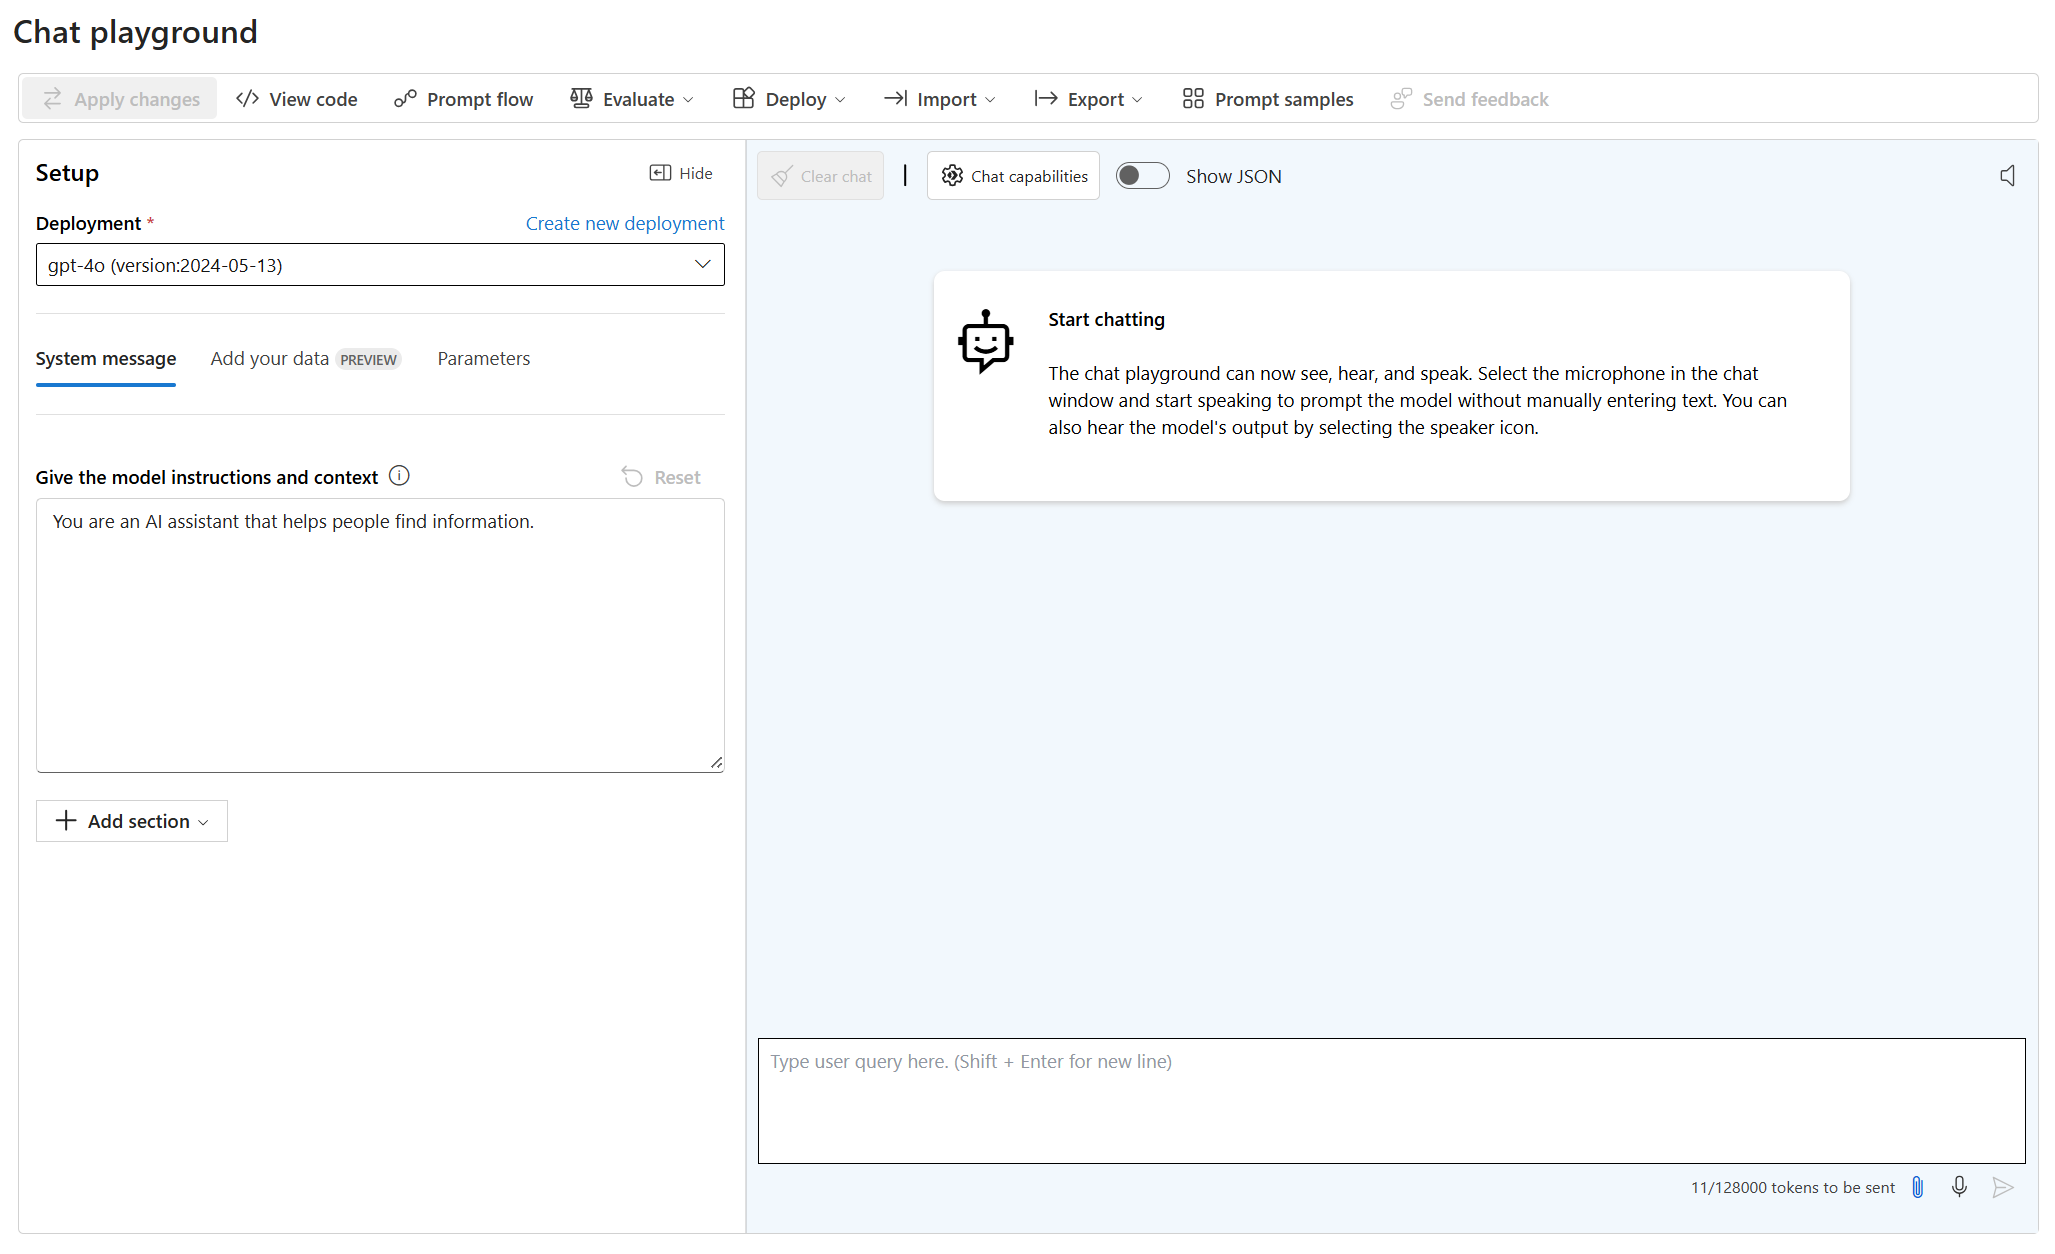 Chat playground
Apply changes
View code
Prompt flow
Evaluate
Deploy
Import
Export
Prompt samples
Send feedback
Setup
Hide
Deployment *
Create new deployment
gpt-4o (version:2024-05-13)
System message
Add your data PREVIEW
Parameters
Give the model instructions and context
Reset
You are an AI assistant that helps people find information.
Add section
Clear chat
Chat capabilities
Show JSON
Start chatting
The chat playground can now see, hear, and speak. Select the microphone in the chat
window and start speaking to prompt the model without manually entering text. You can
also hear the model's output by selecting the speaker icon.
Type user query here. (Shift + Enter for new line)
11/128000 tokens to be sent